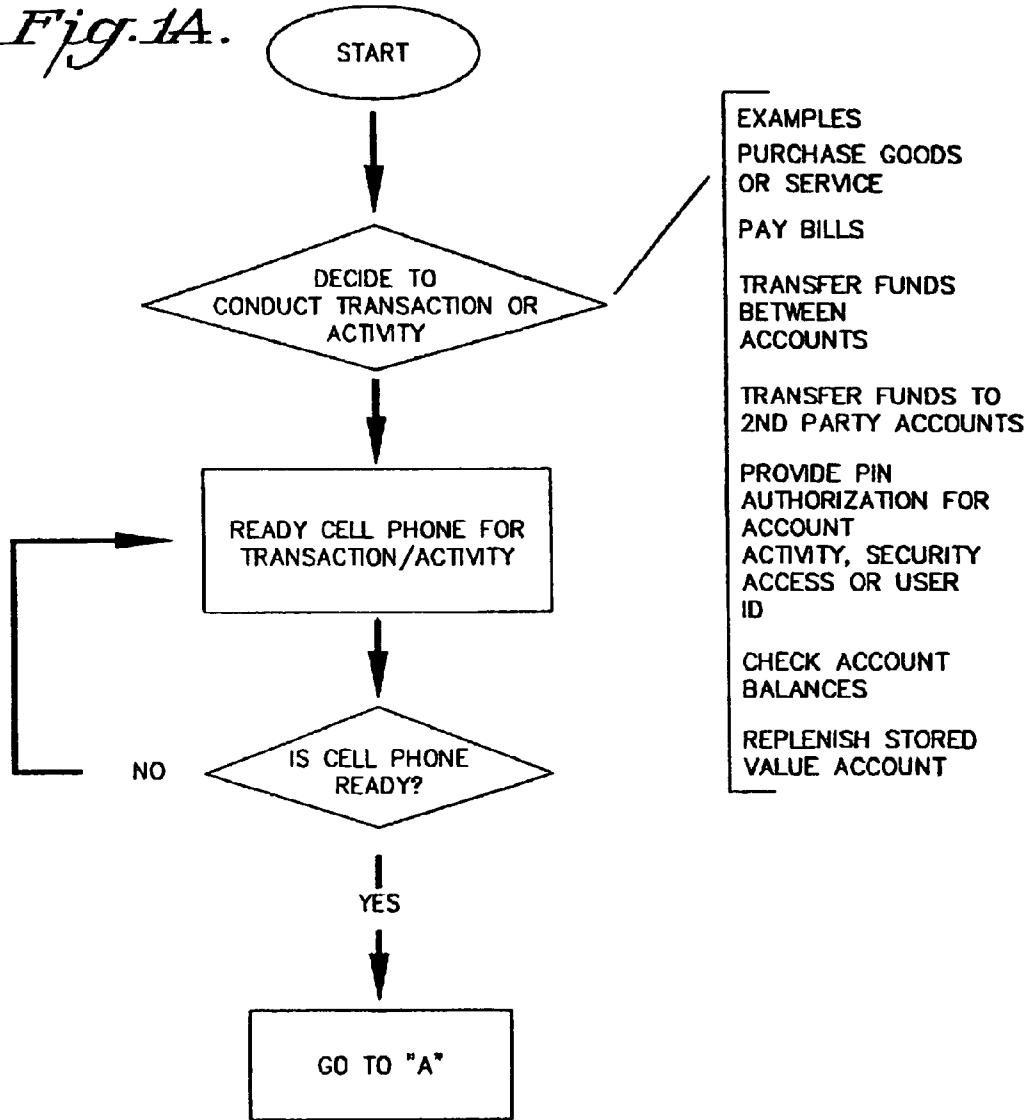 Fig. 1A.
START
DECIDE TO
CONDUCT TRANSACTION OR
ACTIVITY
EXAMPLES
PURCHASE GOODS
OR SERVICE
PAY BILLS
TRANSFER FUNDS
BETWEEN
ACCOUNTS
TRANSFER FUNDS TO
2ND PARTY ACCOUNTS
PROVIDE PIN
AUTHORIZATION FOR
ACCOUNT
ACTIVITY, SECURITY
ACCESS OR USER
ID
CHECK ACCOUNT
BALANCES
REPLENISH STORED
VALUE ACCOUNT
READY CELL PHONE FOR
TRANSACTION/ACTIVITY
IS CELL PHONE
READY?
NO
YES
GO TO "A"